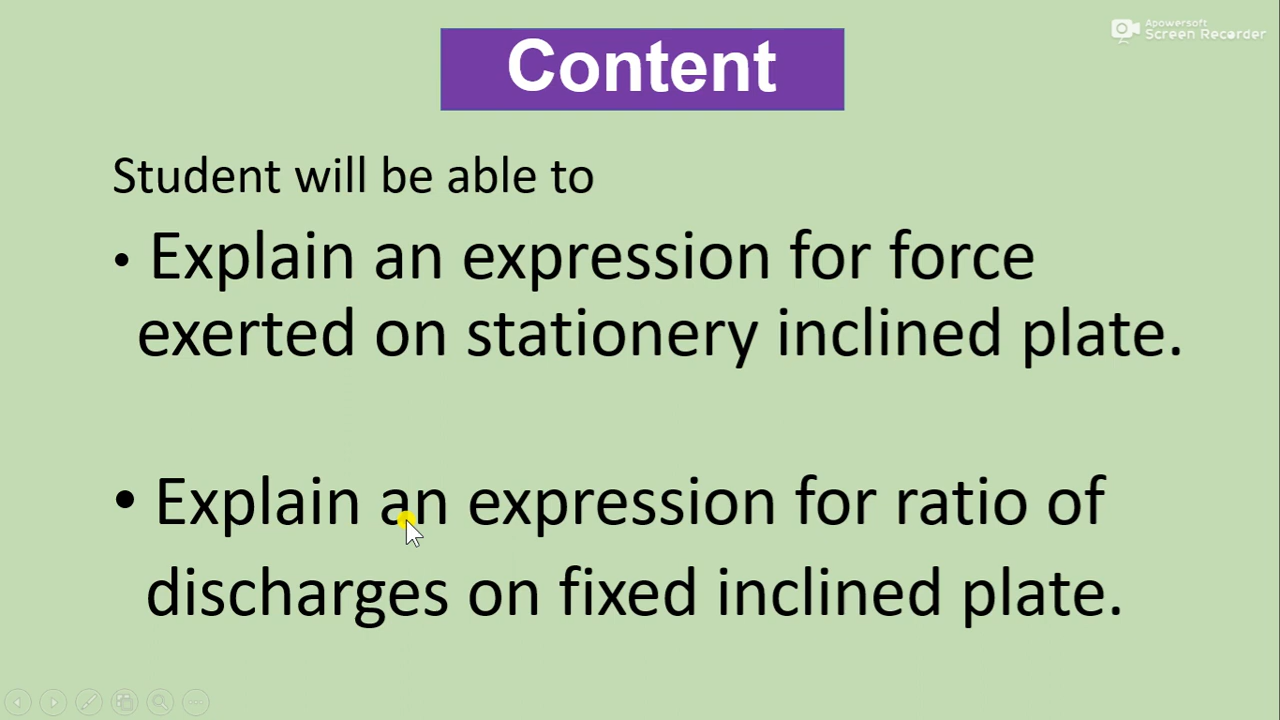 Apowersoft
Screen Recorder
Content
Student will be able to
• Explain an expression for force
exerted on stationery inclined plate.
• Explain an expression for ratio of
discharges on fixed inclined plate.